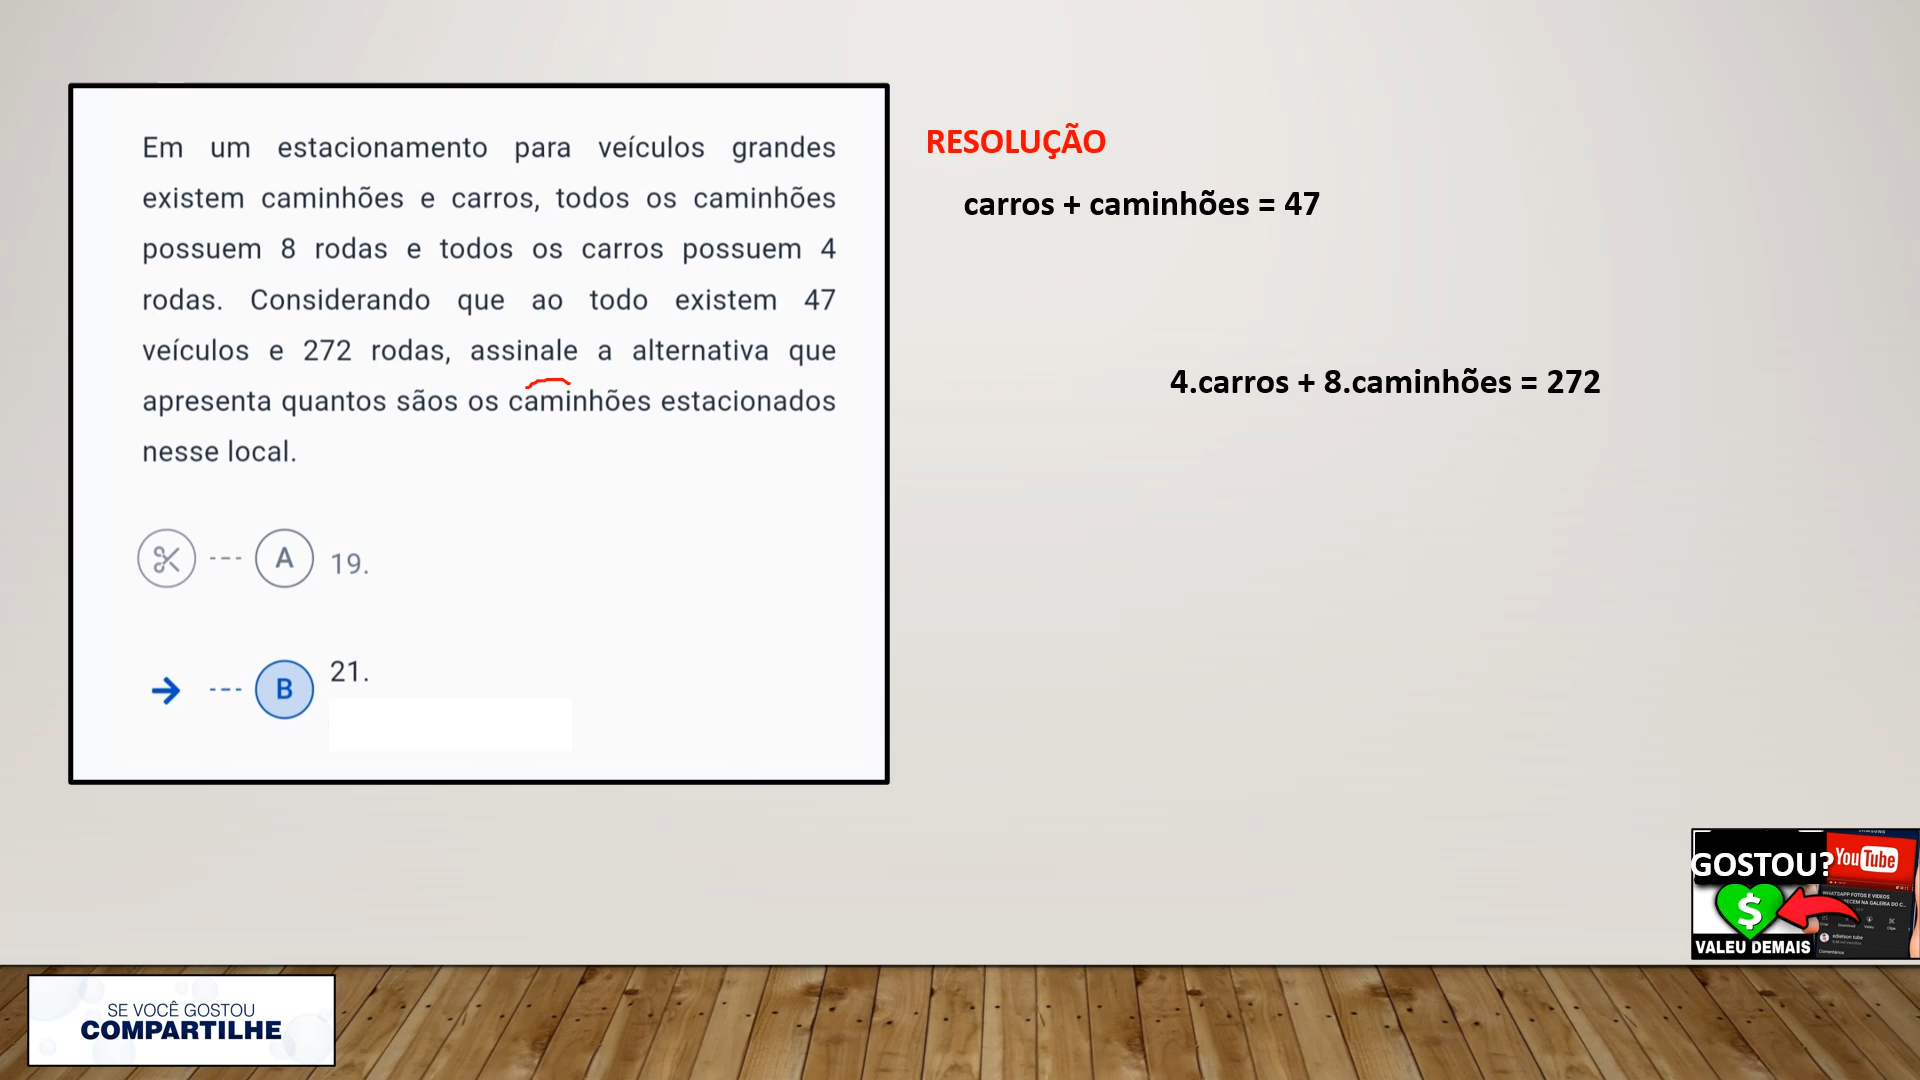 Em um estacionamento para veículos grandes
existem caminhões e carros, todos os caminhões
possuem 8 rodas e todos os carros possuem 4
rodas. Considerando que ao todo existem 47
veículos e 272 rodas, assinale a alternativa que
apresenta quantos sãos os caminhões estacionados
nesse local.
A 19.
B 21.
RESOLUÇÃO
carros + caminhões = 47
4.carros + 8.caminhões = 272
GOSTOU?
YouTube
$
VALEU DEMAIS
SE VOCÊ GOSTOU
COMPARTILHE